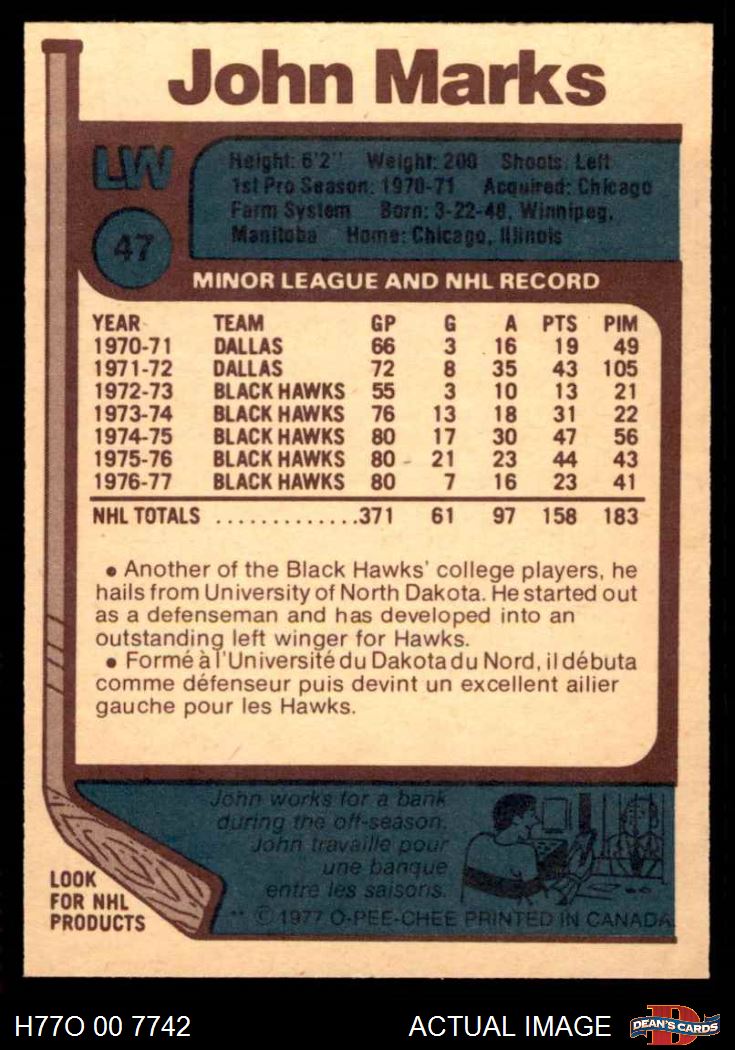 John Marks
LW
Height: 6'2" Weight: 200 Shoots: Left
1st Pro Season: 1970-71 Acquired: Chicago
Farm System Born: 3-22-48, Winnipeg,
Manitoba Home: Chicago, Illinois
47
MINOR LEAGUE AND NHL RECORD
YEAR TEAM GP G A PTS PIM
1970-71 DALLAS 66 3 16 19 49
1971-72 DALLAS 72 8 35 43 105
1972-73 BLACK HAWKS 55 3 10 13 21
1973-74 BLACK HAWKS 76 13 18 31 22
1974-75 BLACK HAWKS 80 17 30 47 56
1975-76 BLACK HAWKS 80 21 23 44 43
1976-77 BLACK HAWKS 80 7 16 23 41
NHL TOTALS .............371 61 97 158 183
• Another of the Black Hawks' college players, he
hails from University of North Dakota. He started out
as a defenseman and has developed into an
outstanding left winger for Hawks.
• Formé à l'Université du Dakota du Nord, il débuta
comme défenseur puis devint un excellent ailier
gauche pour les Hawks.
John works for a bank
during the off-season.
John travaille pour
une banque
entre les saisons.
LOOK
FOR NHL
PRODUCTS
** © 1977 O-PEE-CHEE PRINTED IN CANADA
H77O 00 7742
ACTUAL IMAGE
D
DEAN'S CARDS